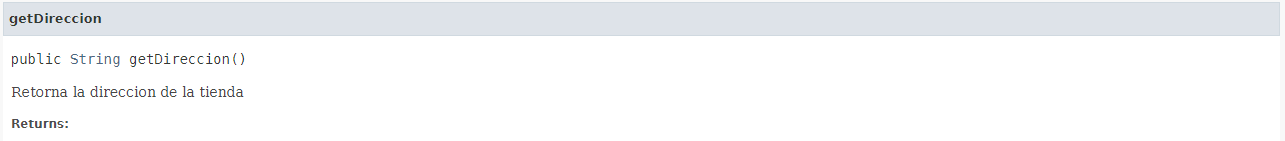 getDireccion
public String getDireccion()
Retorna la direccion de la tienda
Returns: